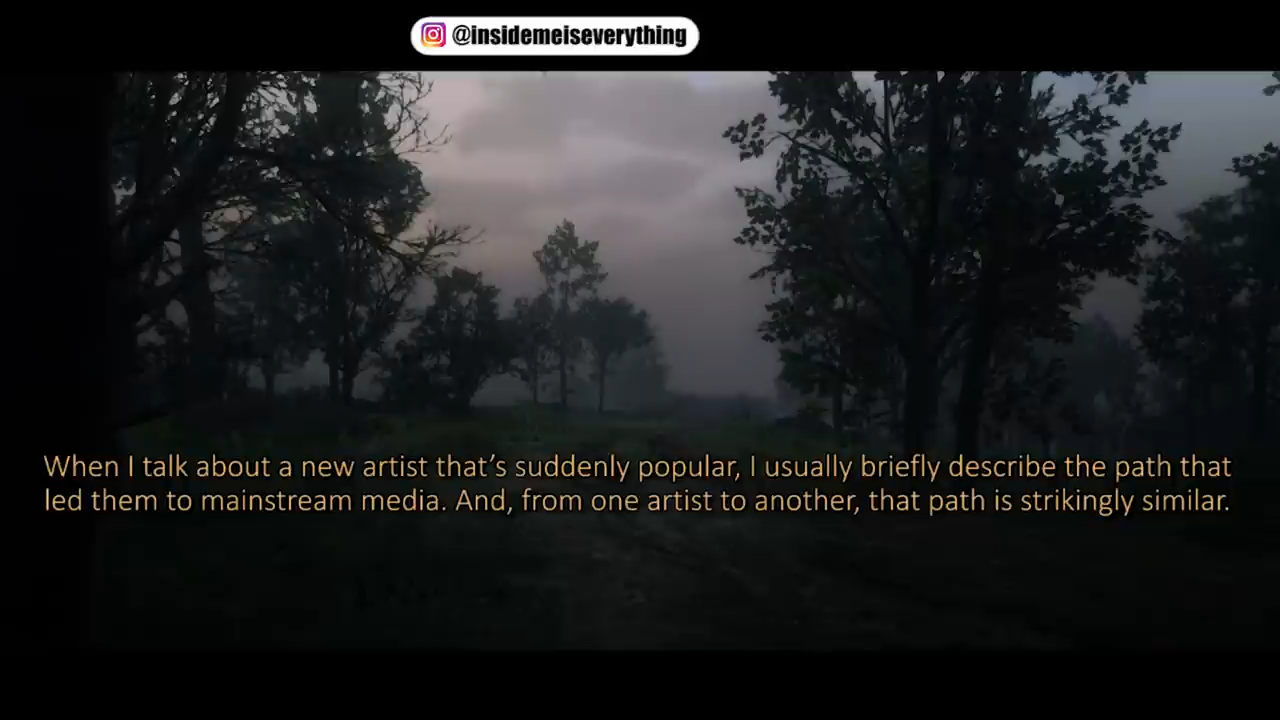 @insidemeiseverything
When I talk about a new artist that’s suddenly popular, I usually briefly describe the path that
led them to mainstream media. And, from one artist to another, that path is strikingly similar.